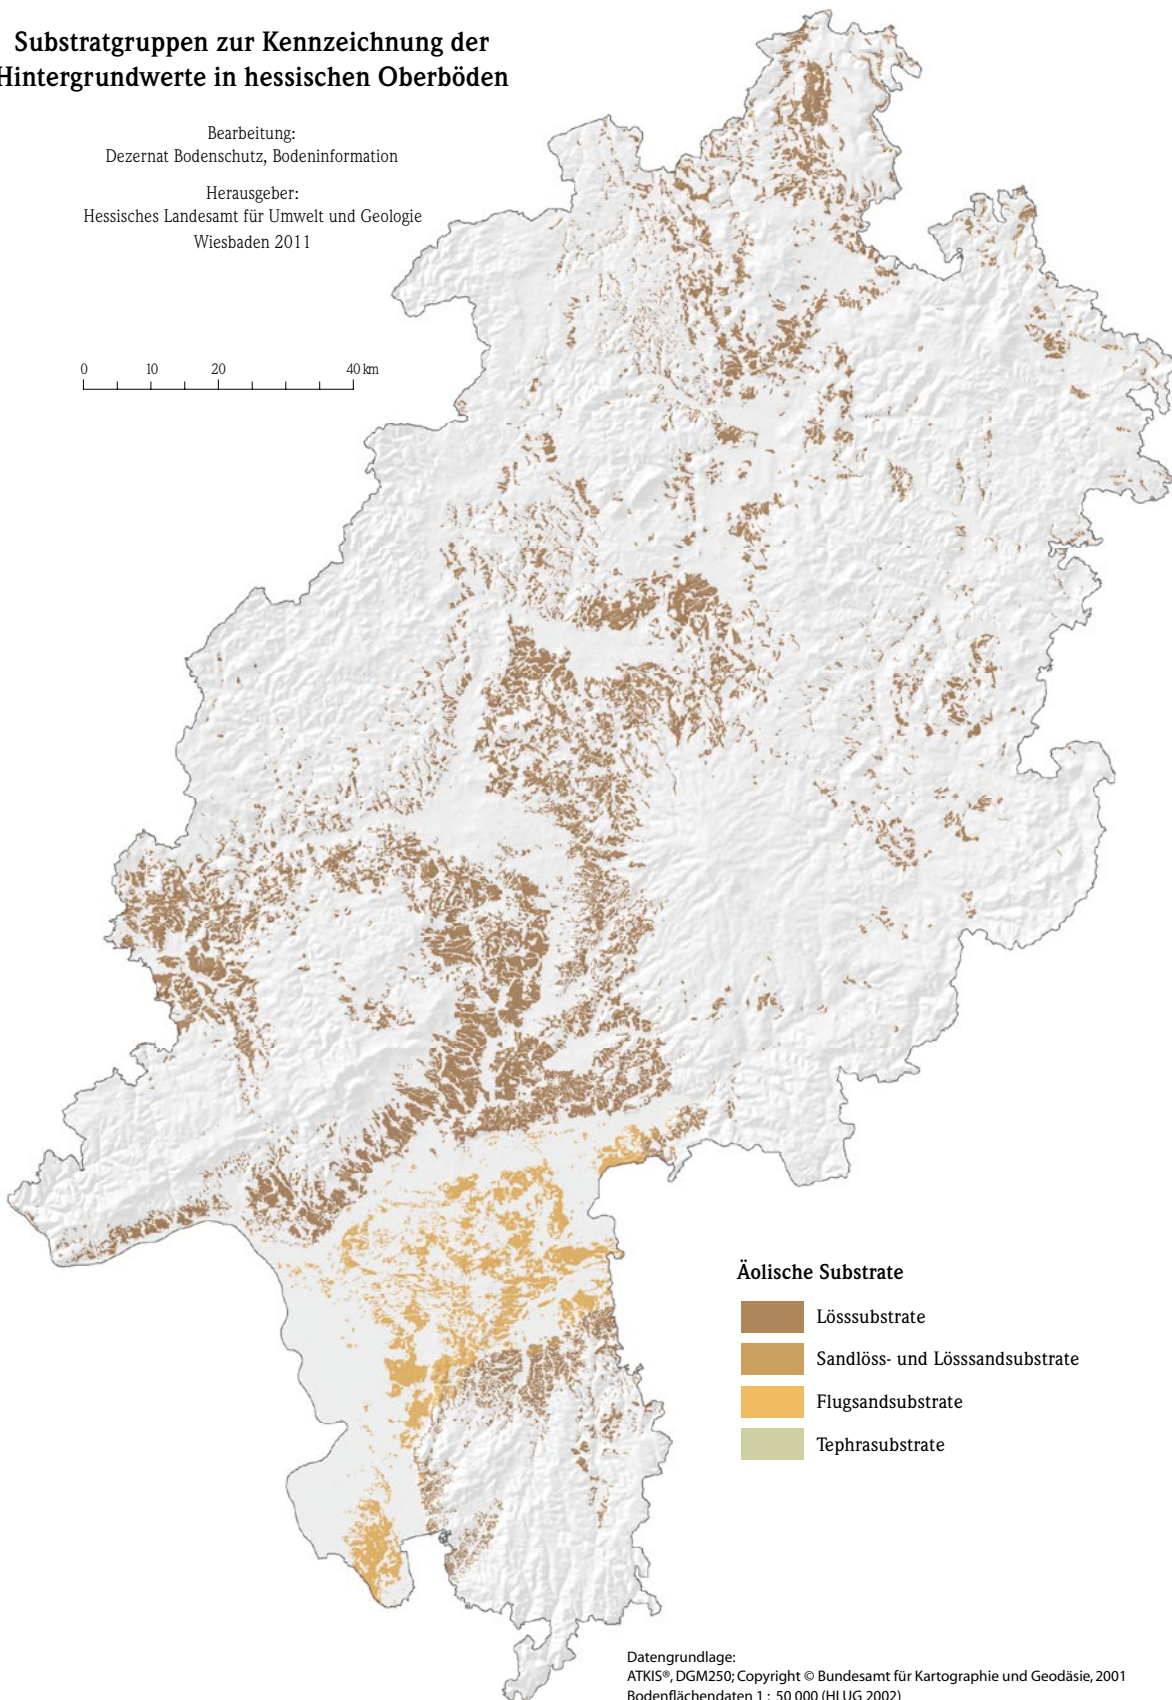 Substratgruppen zur Kennzeichnung der
Hintergrundwerte in hessischen Oberböden
Bearbeitung:
Dezernat Bodenschutz, Bodeninformation
Herausgeber:
Hessisches Landesamt für Umwelt und Geologie
Wiesbaden 2011
0 10 20 40 km
Äolische Substrate
Lösssubstrate
Sandlöss- und Lösssandsubstrate
Flugsandsubstrate
Tephrasubstrate
Datengrundlage:
ATKIS®, DGM250; Copyright © Bundesamt für Kartographie und Geodäsie, 2001
Bodenflächendaten 1 : 50 000 (HLUG 2002)